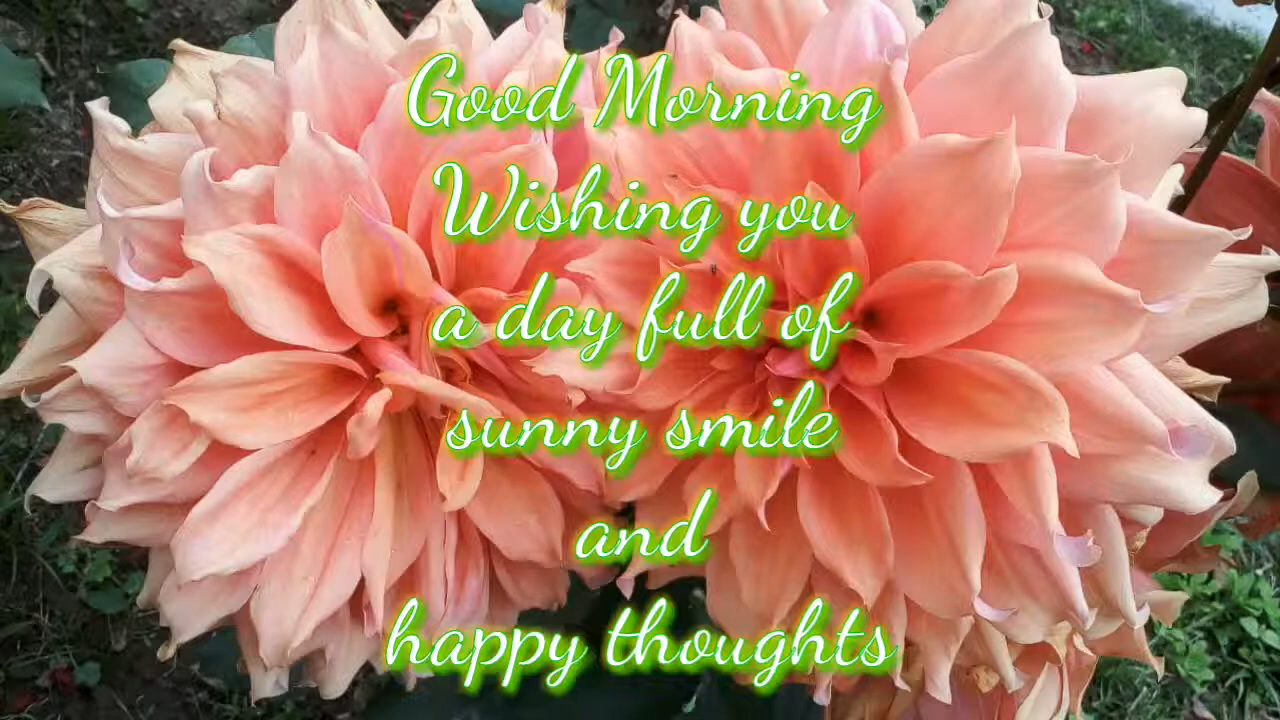 Good Morning
Wishing you
a day full of
sunny smile
and
happy thoughts